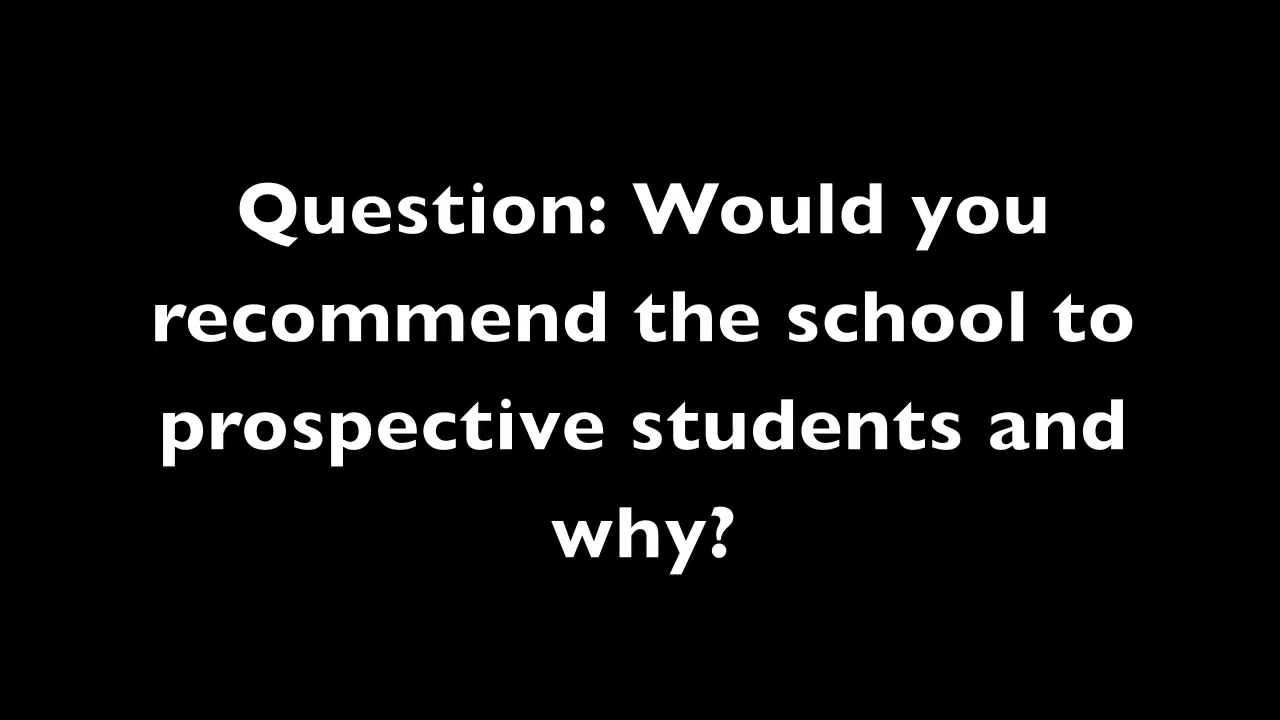 Question: Would you
recommend the school to
prospective students and
why?